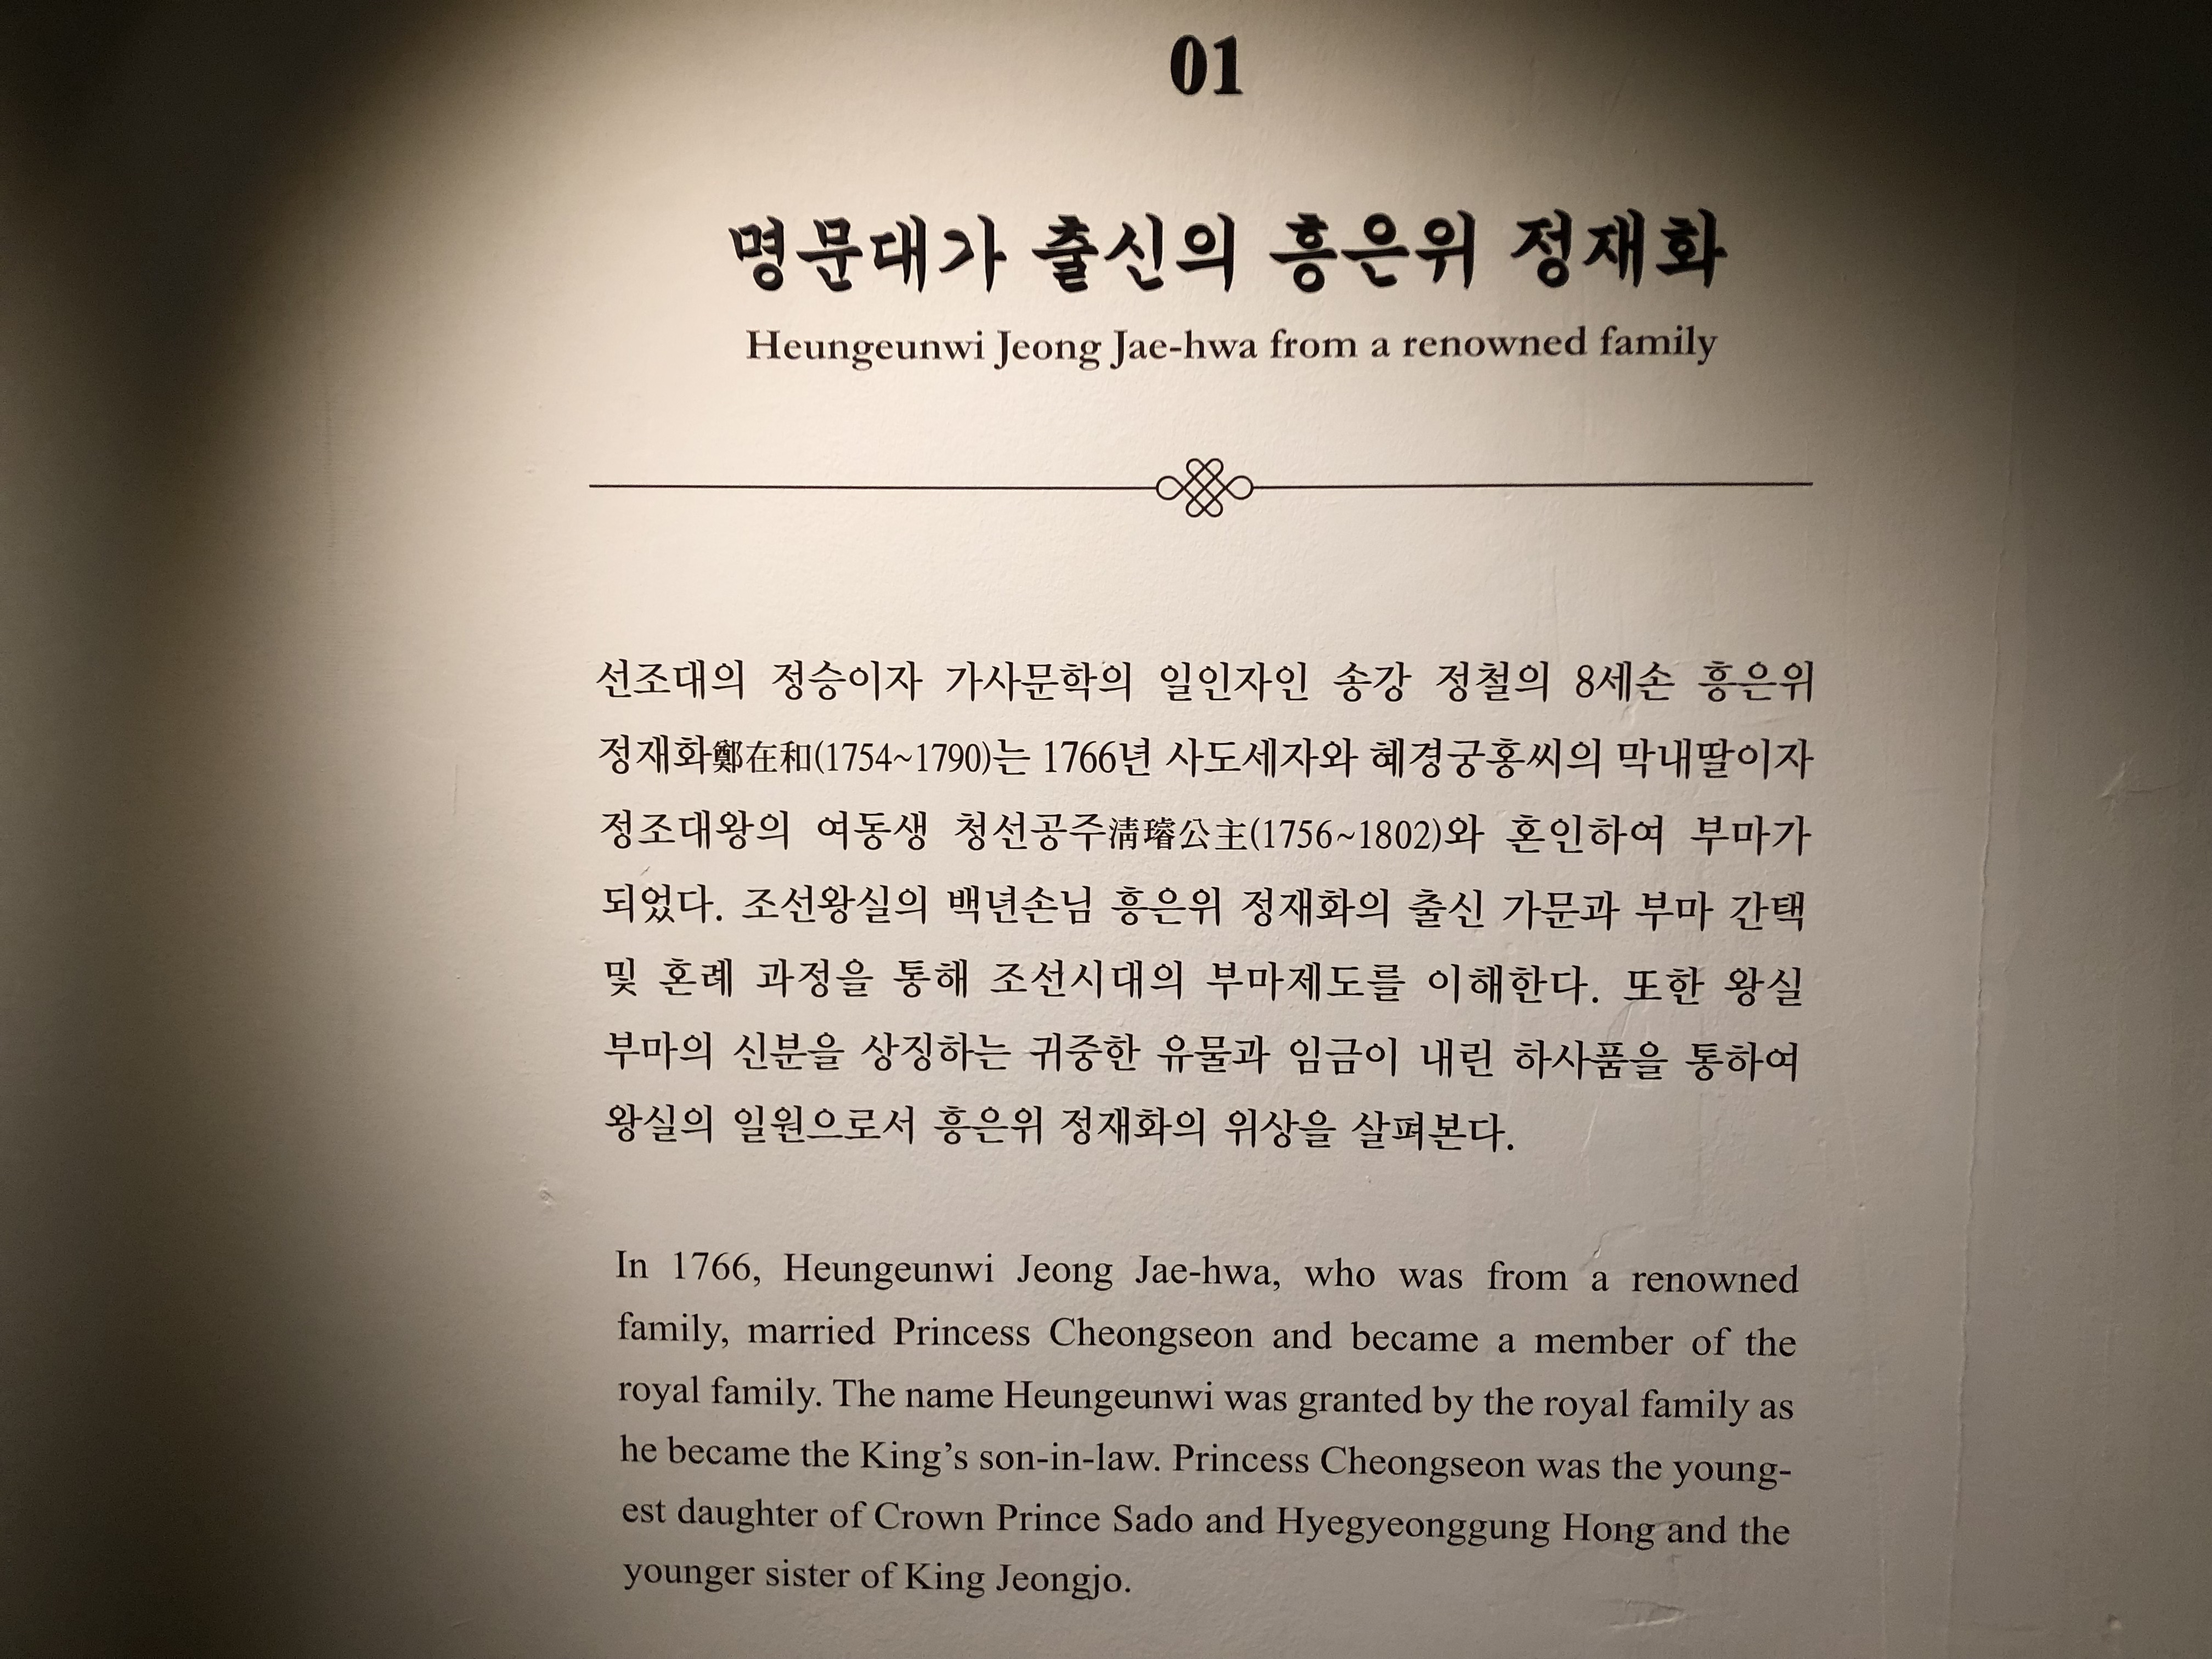 01
명문대가 출신의 흥은위 정재화
Heungeunwi Jeong Jae-hwa from a renowned family
선조대의 정승이자 가사문학의 일인자인 송강 정철의 8세손 흥은위
정재화鄭在和(1754~1790)는 1766년 사도세자와 혜경궁홍씨의 막내딸이자
정조대왕의 여동생 청선공주淸璿公主(1756~1802)와 혼인하여 부마가
되었다. 조선왕실의 백년손님 흥은위 정재화의 출신 가문과 부마 간택
및 혼례 과정을 통해 조선시대의 부마제도를 이해한다. 또한 왕실
부마의 신분을 상징하는 귀중한 유물과 임금이 내린 하사품을 통하여
왕실의 일원으로서 흥은위 정재화의 위상을 살펴본다.
In 1766, Heungeunwi Jeong Jae-hwa, who was from a renowned
family, married Princess Cheongseon and became a member of the
royal family. The name Heungeunwi was granted by the royal family as
he became the King’s son-in-law. Princess Cheongseon was the young-
est daughter of Crown Prince Sado and Hyegyeonggung Hong and the
younger sister of King Jeongjo.